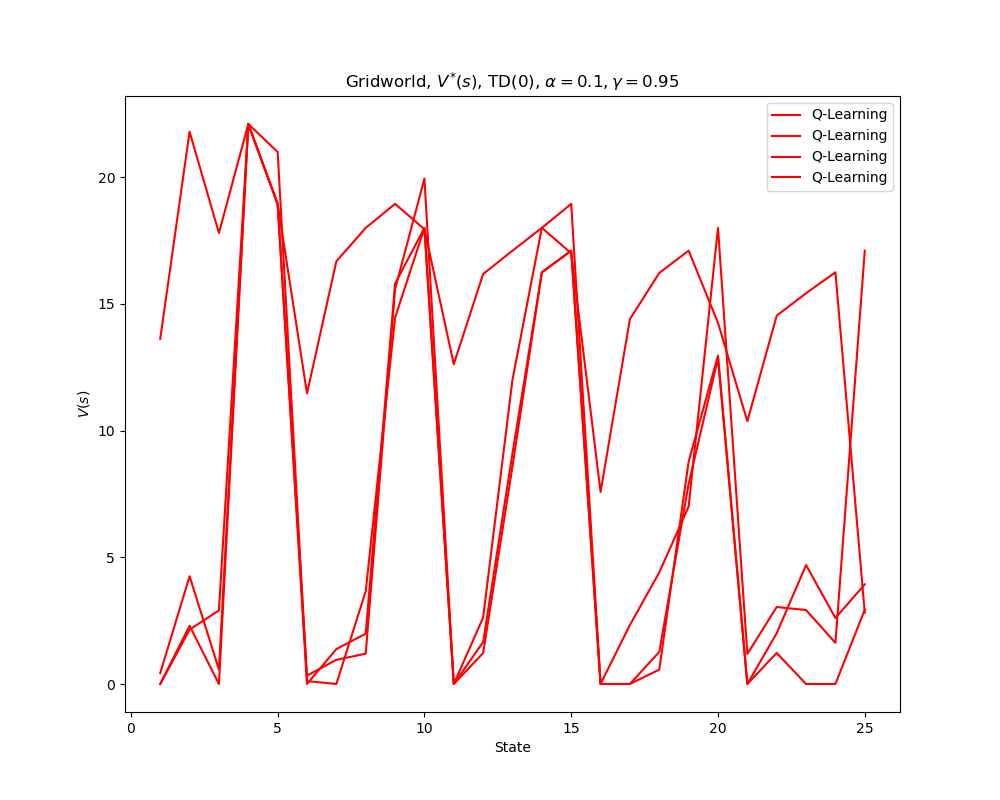 Gridworld, V*(s), TD(0), α = 0.1, γ = 0.95
Q-Learning
Q-Learning
Q-Learning
Q-Learning
20
15
10
5
0
V(s)
0 5 10 15 20 25
State